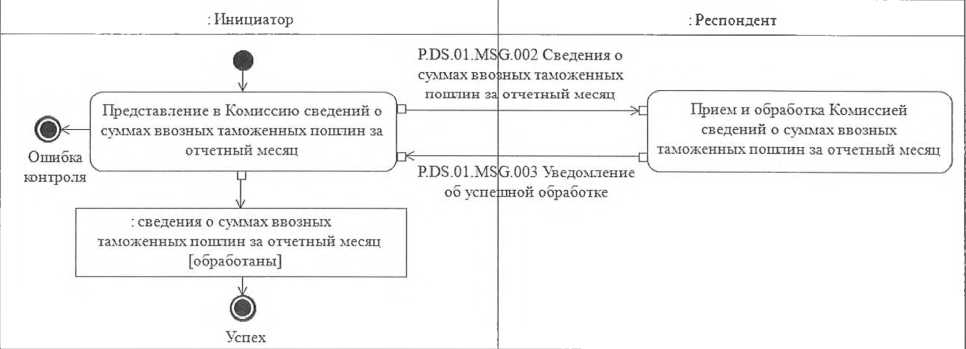 : Инициатор
: Респондент
P.DS.01.MSG.002 Сведения о
суммах ввозных таможенных
пошлин за отчетный месяц
Представление в Комиссию сведений о
суммах ввозных таможенных пошлин за
отчетный месяц
Прием и обработка Комиссией
сведений о суммах ввозных
таможенных пошлин за отчетный месяц
Ошибка
контроля
P.DS.01.MSG.003 Уведомление
об успешной обработке
: сведения о суммах ввозных
таможенных пошлин за отчетный месяц
[обработаны]
Успех